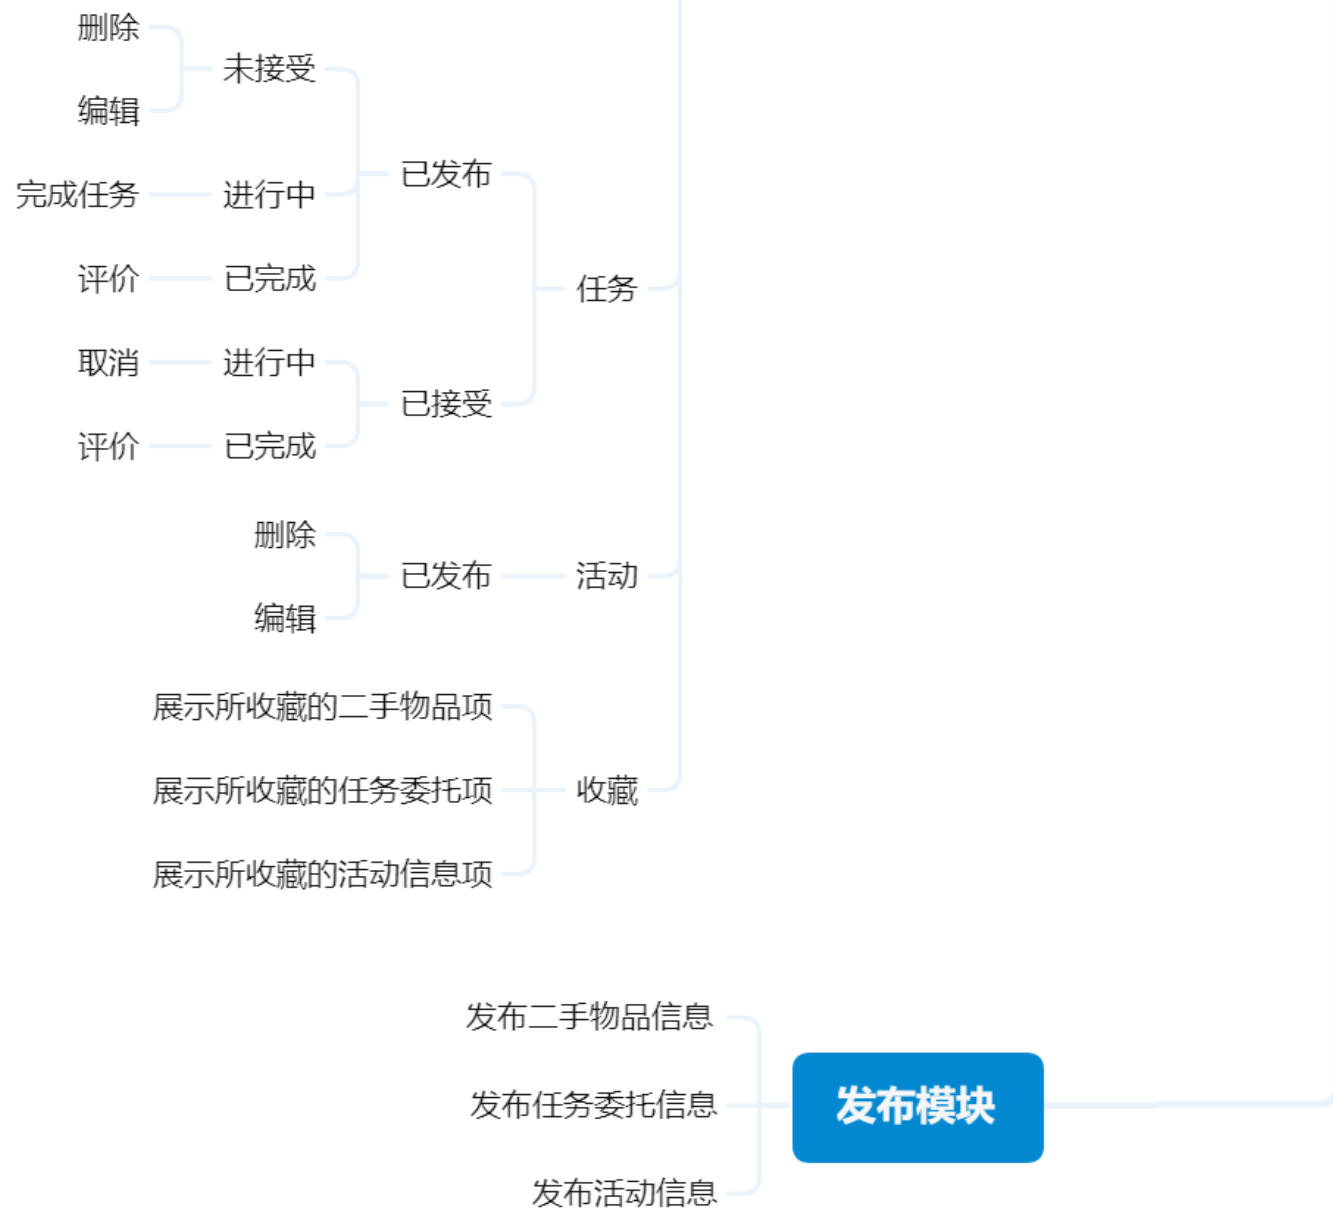 删除
未接受
编辑
已发布
完成任务
进行中
评价
已完成
任务
取消
进行中
已接受
评价
已完成
删除
已发布
活动
编辑
展示所收藏的二手物品项
展示所收藏的任务委托项
收藏
展示所收藏的活动信息项
发布二手物品信息
发布任务委托信息
发布模块
发布活动信息